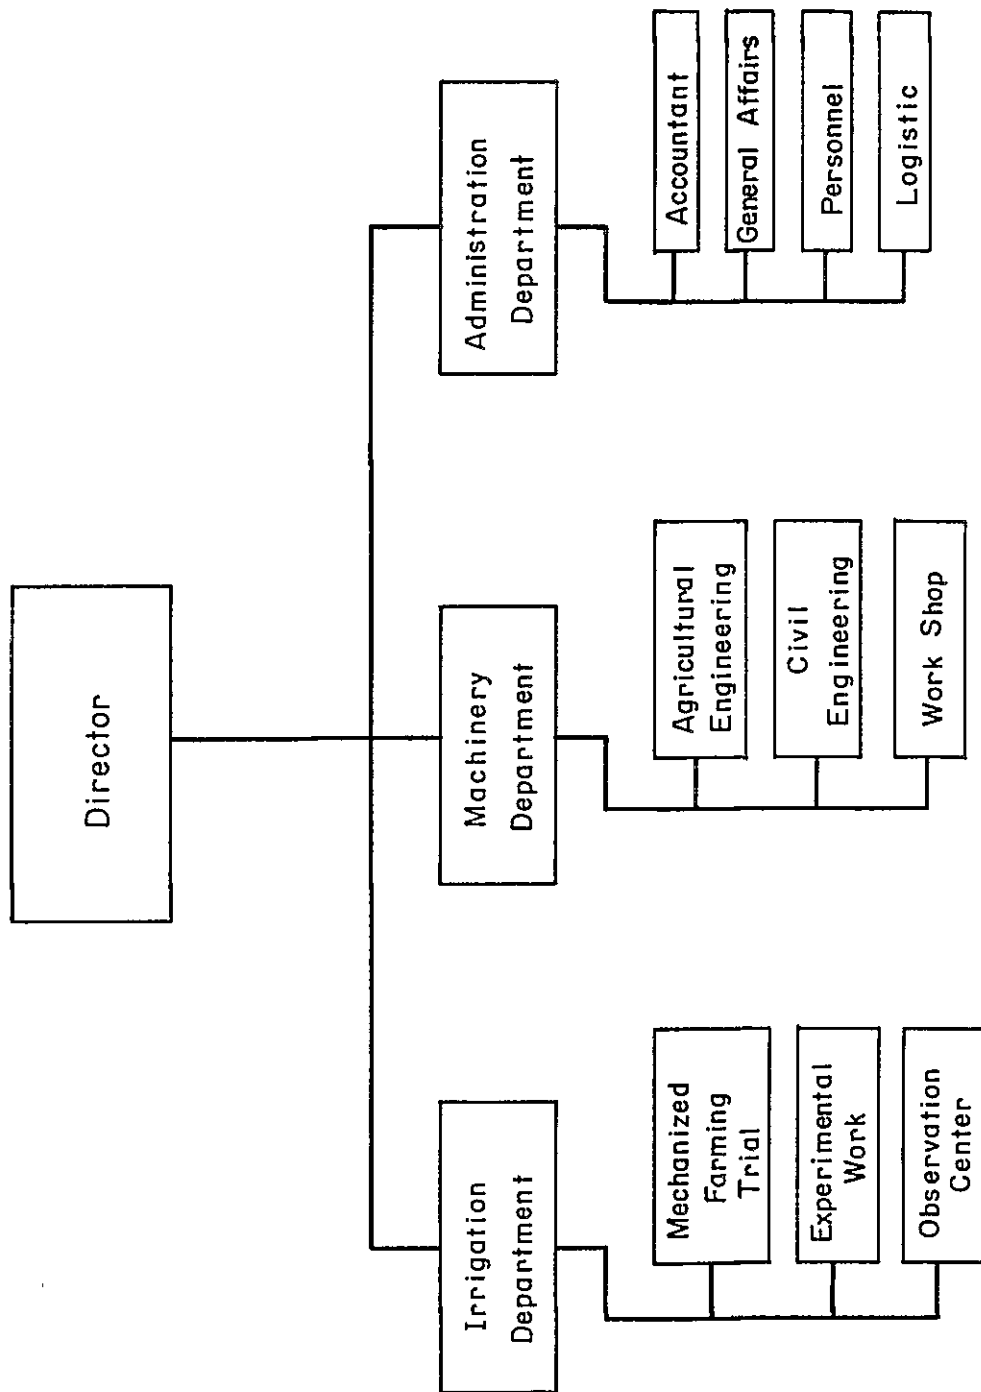 Director
Irrigation
Department
Machinery
Department
Administration
Department
Mechanized
Farming
Trial
Experimental
Work
Observation
Center
Agricultural
Engineering
Civil
Engineering
Work Shop
Accountant
General Affairs
Personnel
Logistic